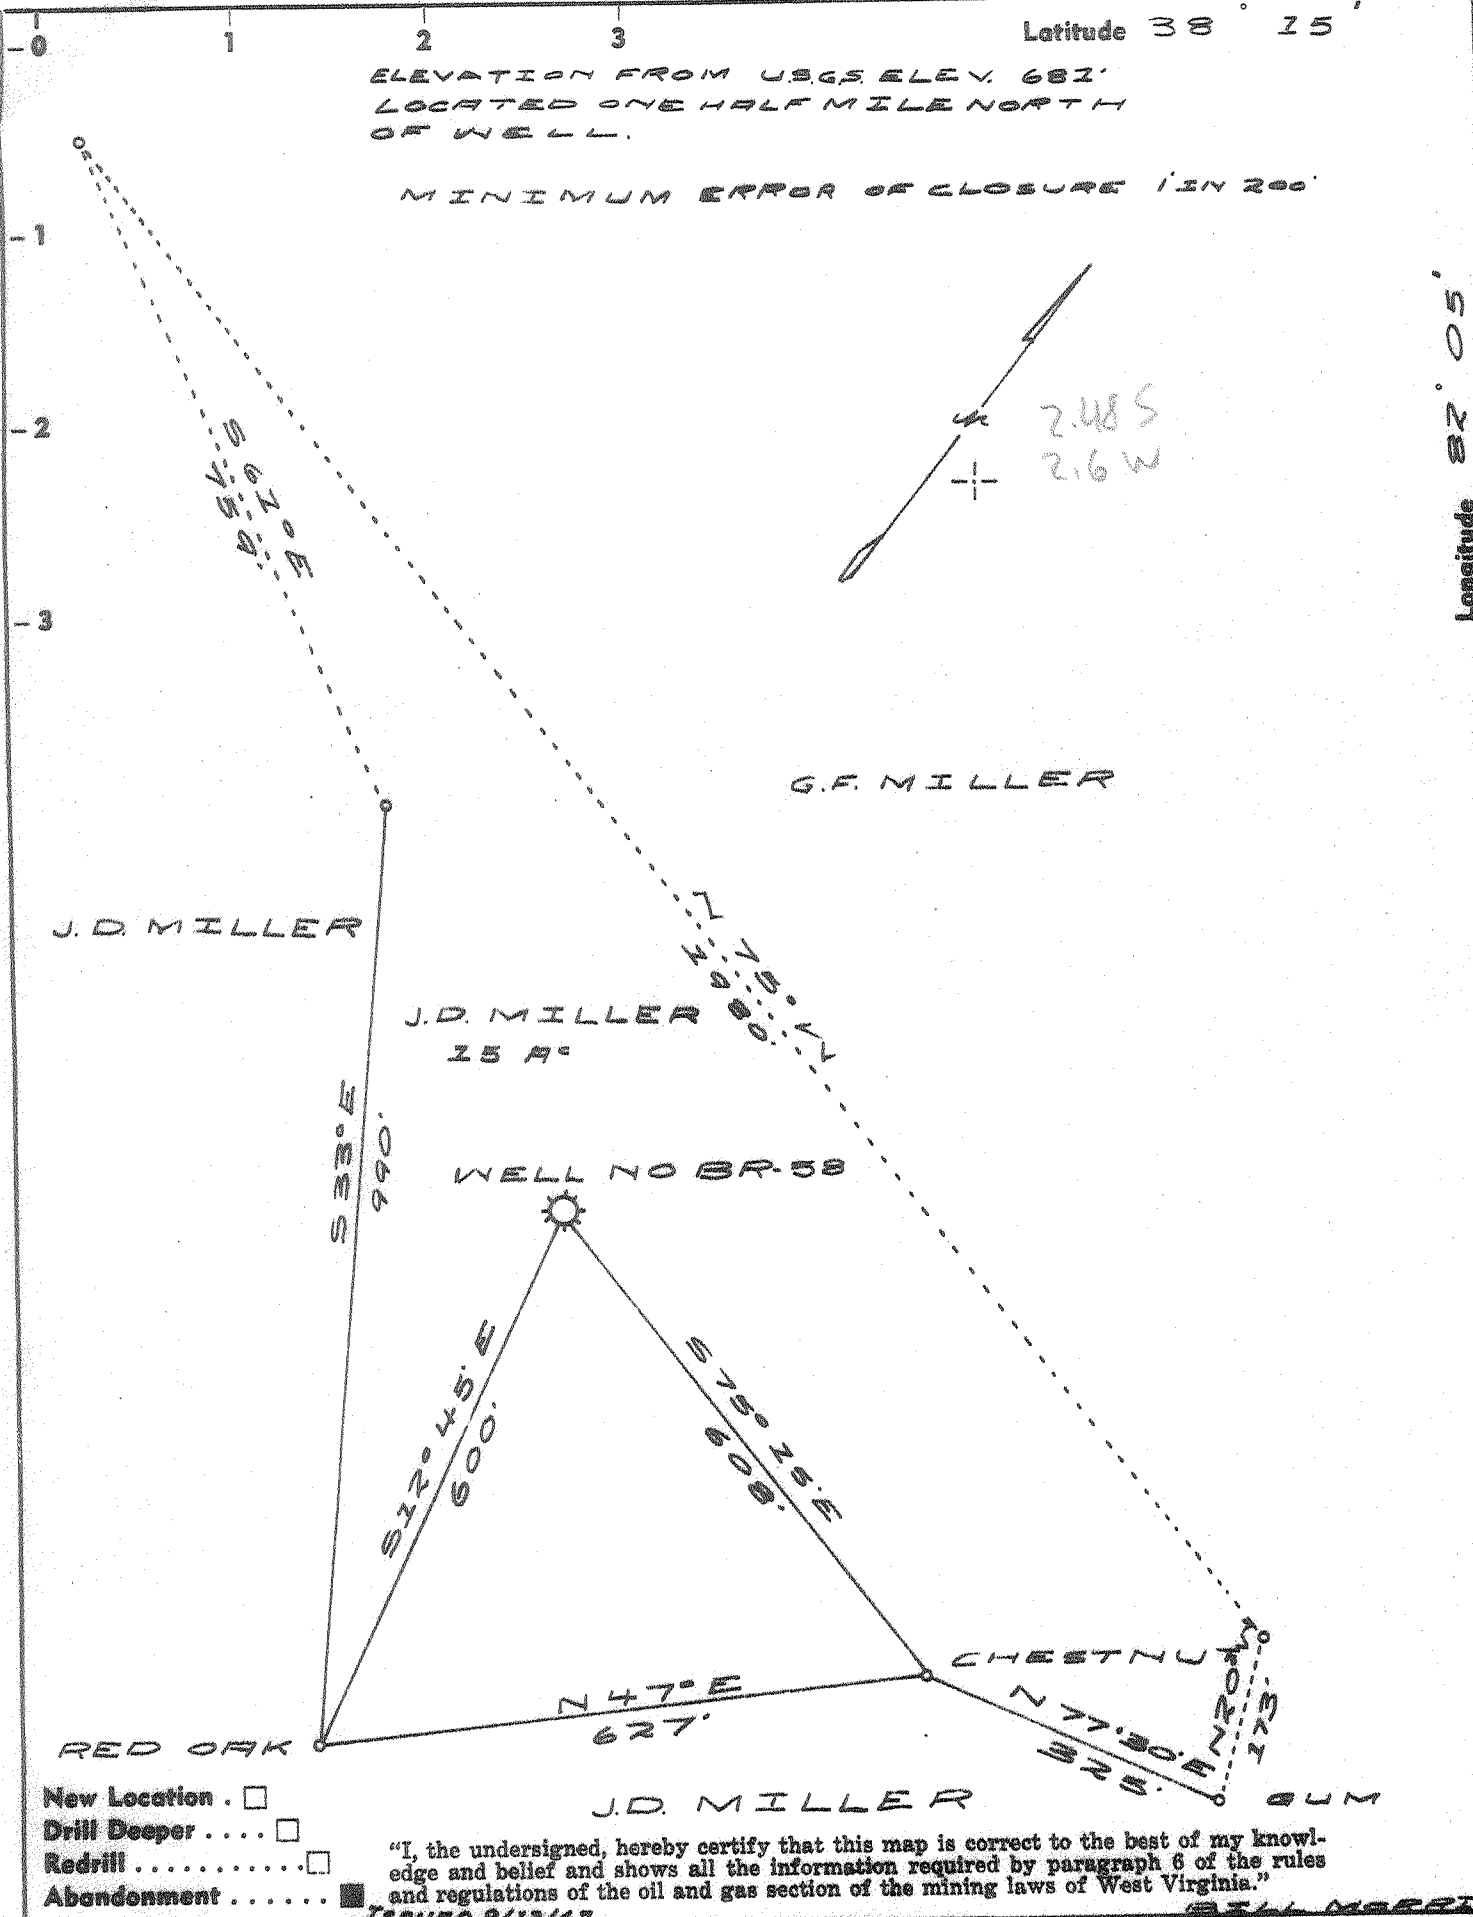 -0 1 2 3 Latitude 38° 15'
ELEVATION FROM U.S.G.S. ELEV. 681'
LOCATED ONE HALF MILE NORTH
OF WELL.
MINIMUM ERROR OF CLOSURE 1' IN 200'
-1
-2
-3
Longitude 82° 05'
2.48 S
2.6 W
S 61° E
759'
G.F. MILLER
J.D. MILLER
1080'
J.D. MILLER
15 Ac
S 33° E
990'
WELL NO BR-58
S 12° 45' E
600'
S 75° 16' E
608'
CHESTNUT
N 47° E
627'
N 77° 30' E
325'
173'
RED OAK
GUM
J.D. MILLER
New Location . □
Drill Deeper .... □
Redrill ........... □
Abandonment ...... ■
“I, the undersigned, hereby certify that this map is correct to the best of my knowl-
edge and belief and shows all the information required by paragraph 6 of the rules
and regulations of the oil and gas section of the mining laws of West Virginia.”
BILL